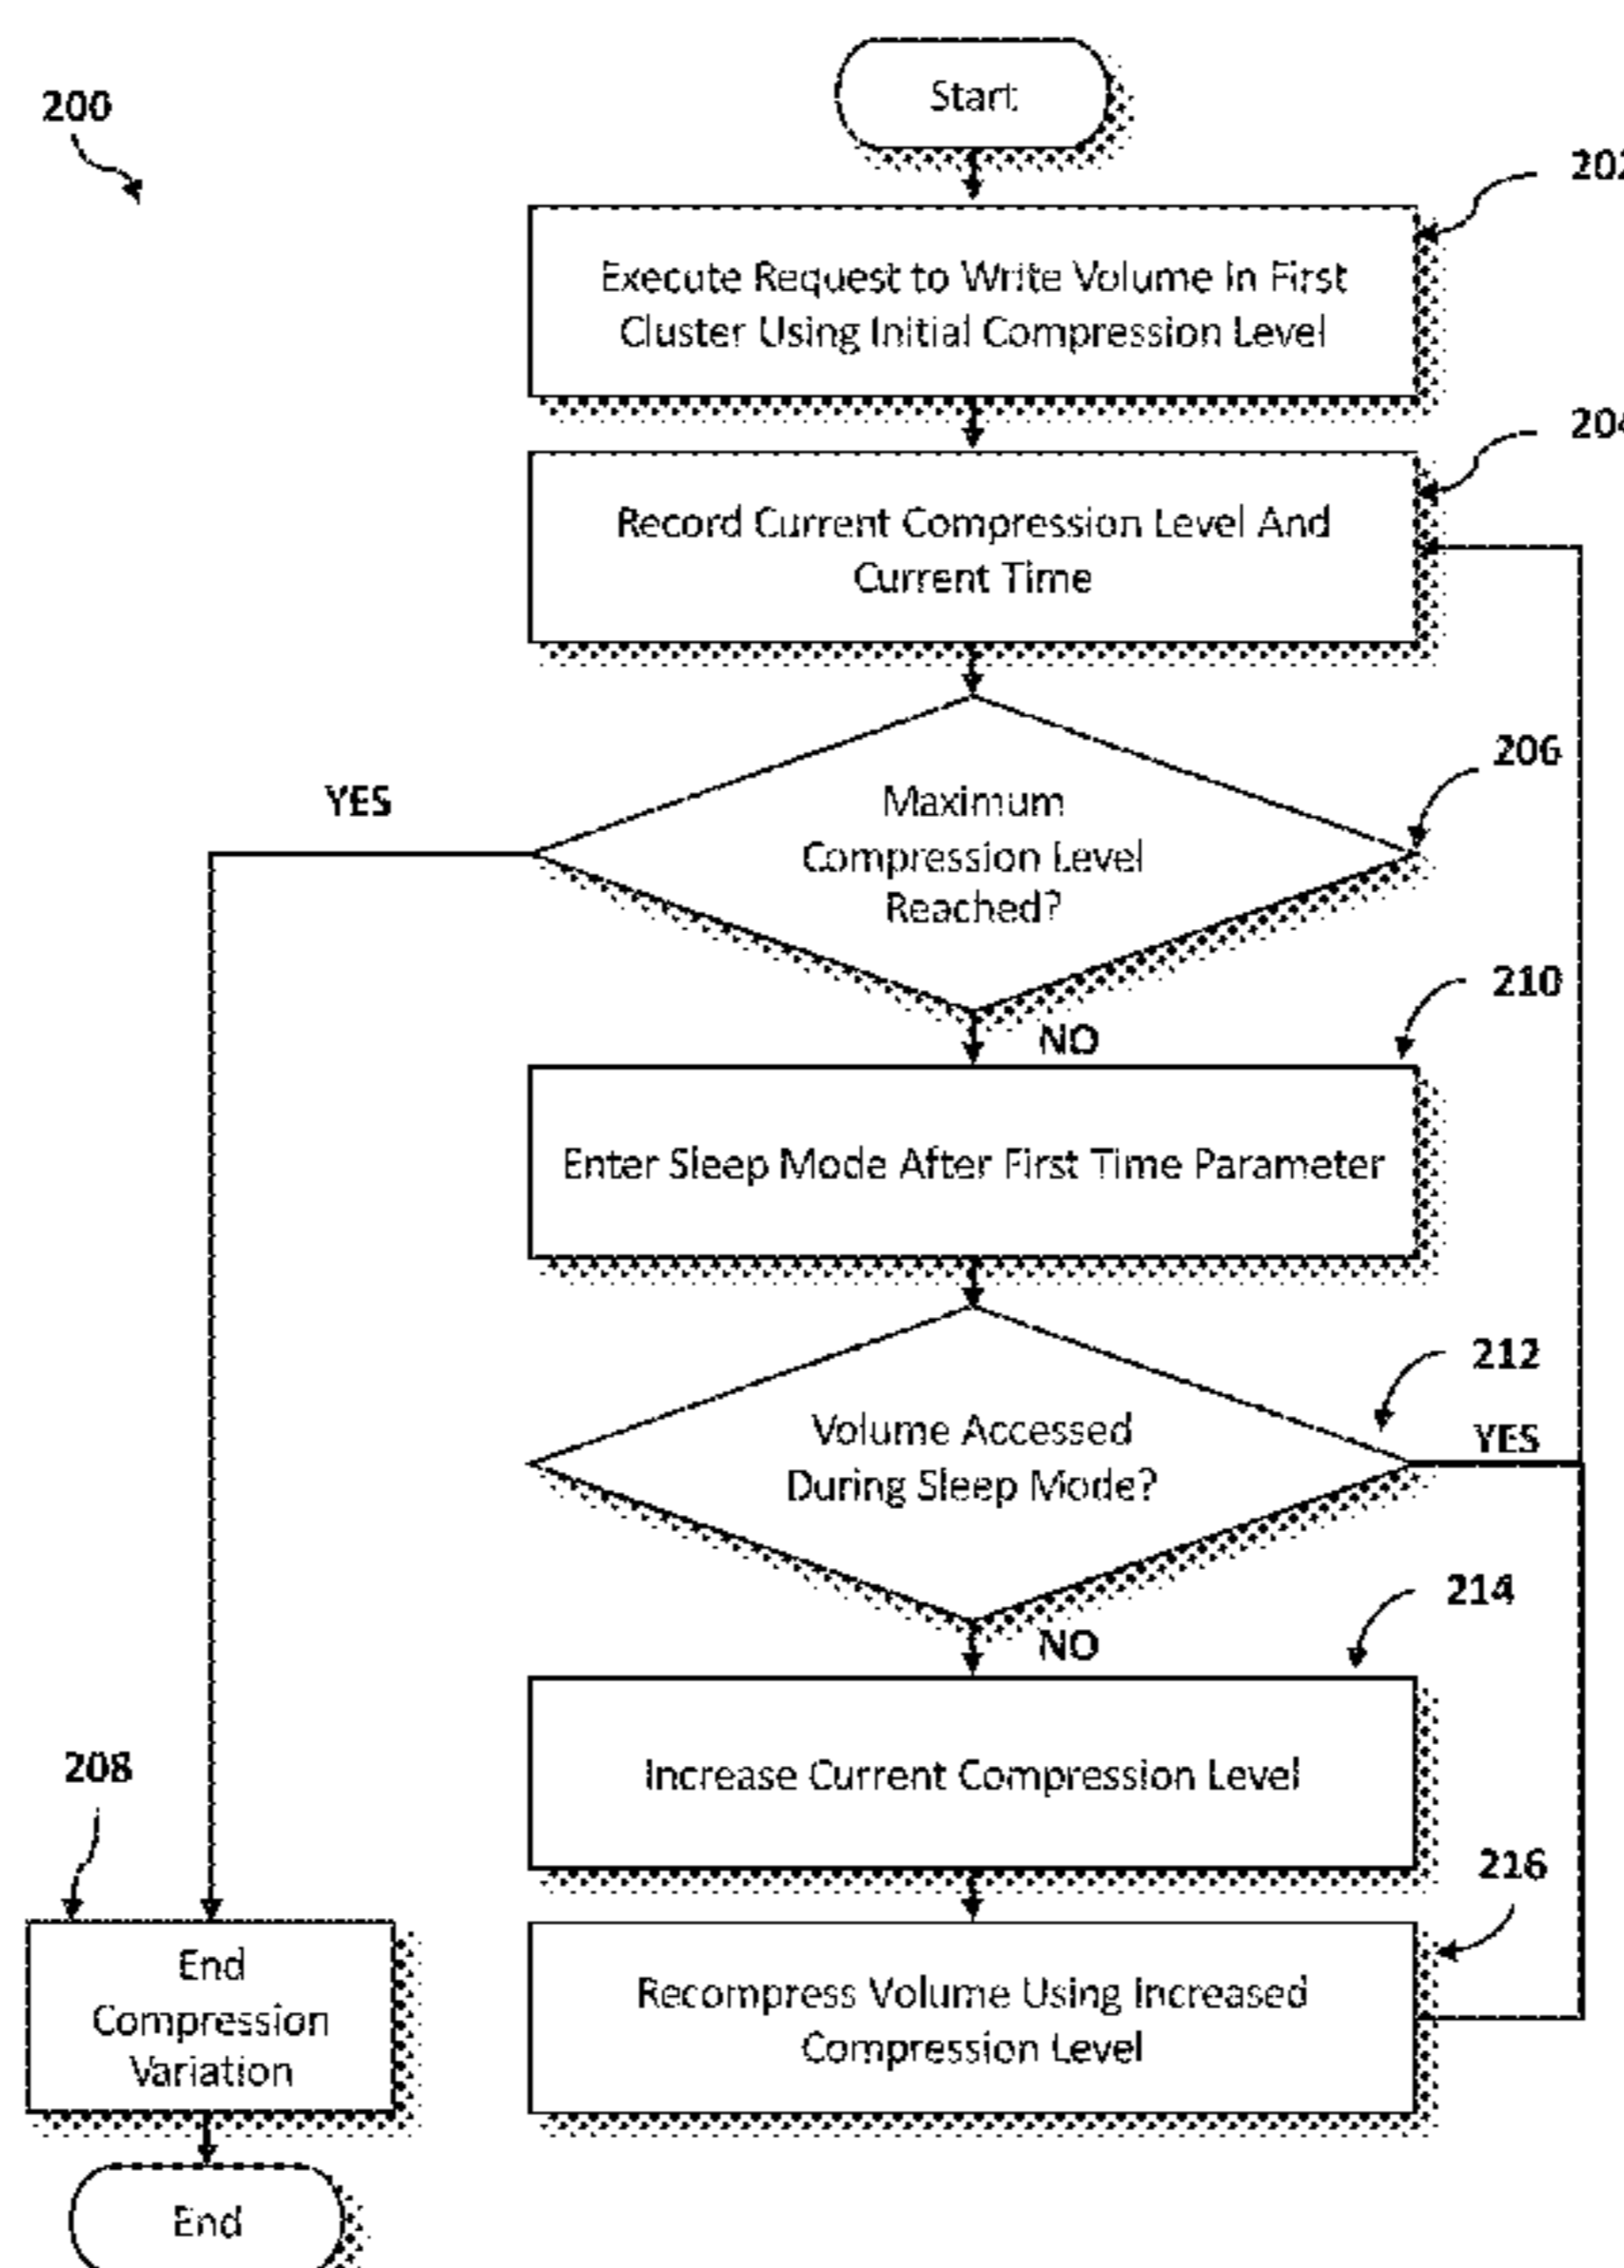 200
Start
202
Execute Request to Write Volume in First
Cluster Using Initial Compression Level
204
Record Current Compression Level And
Current Time
206
YES
Maximum
Compression Level
Reached?
210
NO
Enter Sleep Mode After First Time Parameter
212
Volume Accessed
During Sleep Mode?
YES
214
NO
Increase Current Compression Level
208
216
End
Compression
Variation
Recompress Volume Using Increased
Compression Level
End